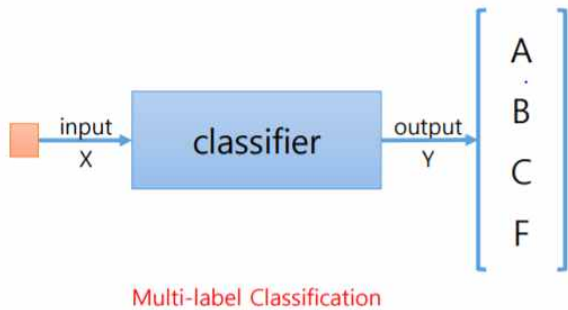 input
X
classifier
output
Y
A
B
C
F
Multi-label Classification